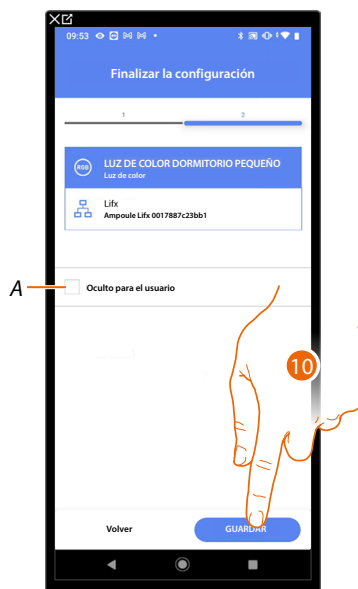 09:53
Finalizar la configuración
1 2
RGB
LUZ DE COLOR DORMITORIO PEQUEÑO
Luz de color
Lifx
Ampoule Lifx 0017887c23bb1
A
Oculto para el usuario
10
Volver
GUARDAR